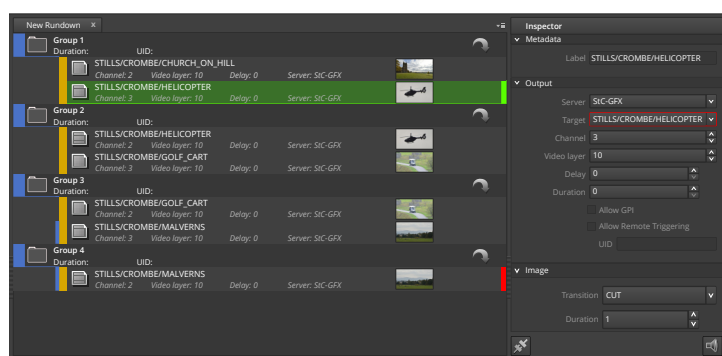 New Rundown x
Group 1
Duration: UID:
STILLS/CROMBE/CHURCH_ON_HILL
Channel: 2 Video layer: 10 Delay: 0 Server: StC-GFX
STILLS/CROMBE/HELICOPTER
Channel: 3 Video layer: 10 Delay: 0 Server: StC-GFX
Group 2
Duration: UID:
STILLS/CROMBE/HELICOPTER
Channel: 2 Video layer: 10 Delay: 0 Server: StC-GFX
STILLS/CROMBE/GOLF_CART
Channel: 3 Video layer: 10 Delay: 0 Server: StC-GFX
Group 3
Duration: UID:
STILLS/CROMBE/GOLF_CART
Channel: 2 Video layer: 10 Delay: 0 Server: StC-GFX
STILLS/CROMBE/MALVERNS
Channel: 3 Video layer: 10 Delay: 0 Server: StC-GFX
Group 4
Duration: UID:
STILLS/CROMBE/MALVERNS
Channel: 2 Video layer: 10 Delay: 0 Server: StC-GFX
Inspector
Metadata
Label STILLS/CROMBE/HELICOPTER
Output
Server StC-GFX
Target STILLS/CROMBE/HELICOPTER
Channel 3
Video layer 10
Delay 0
Duration 0
Allow GPI
Allow Remote Triggering
UID
Image
Transition CUT
Duration 1